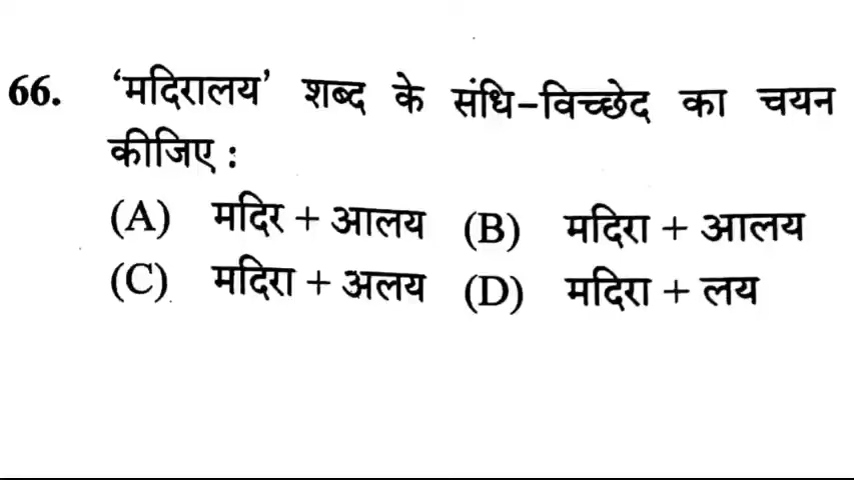 66. ‘मदिरालय’ शब्द के संधि-विच्छेद का चयन
कीजिए :
(A) मदिर + आलय (B) मदिरा + आलय
(C) मदिरा + अलय (D) मदिरा + लय